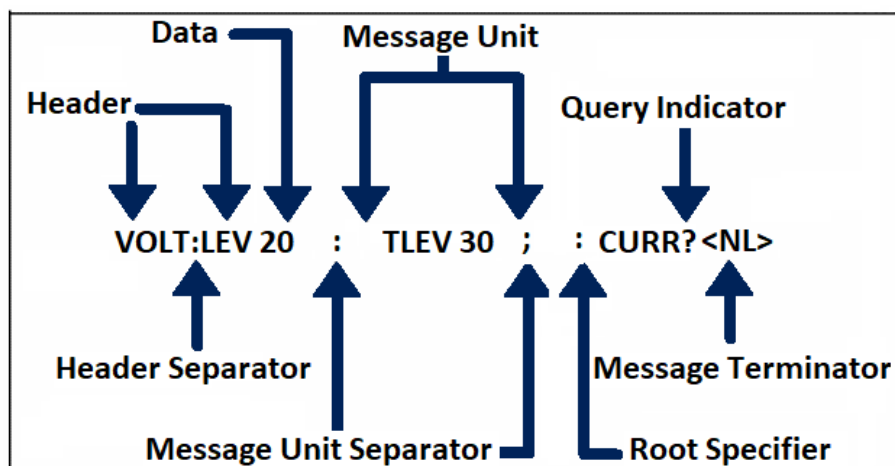 Data
Message Unit
Header
Query Indicator
VOLT:LEV 20 : TLEV 30 ; : CURR? <NL>
Header Separator
Message Terminator
Message Unit Separator
Root Specifier